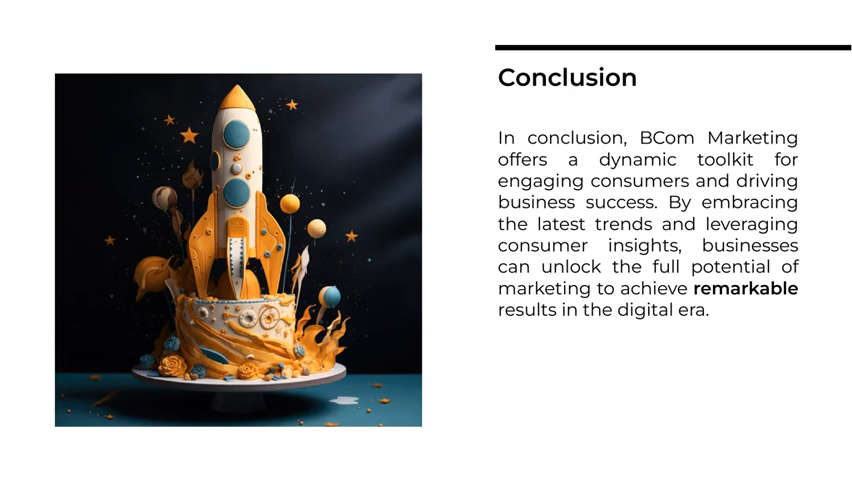 Conclusion
In conclusion, BCom Marketing
offers a dynamic toolkit for
engaging consumers and driving
business success. By embracing
the latest trends and leveraging
consumer insights, businesses
can unlock the full potential of
marketing to achieve remarkable
results in the digital era.